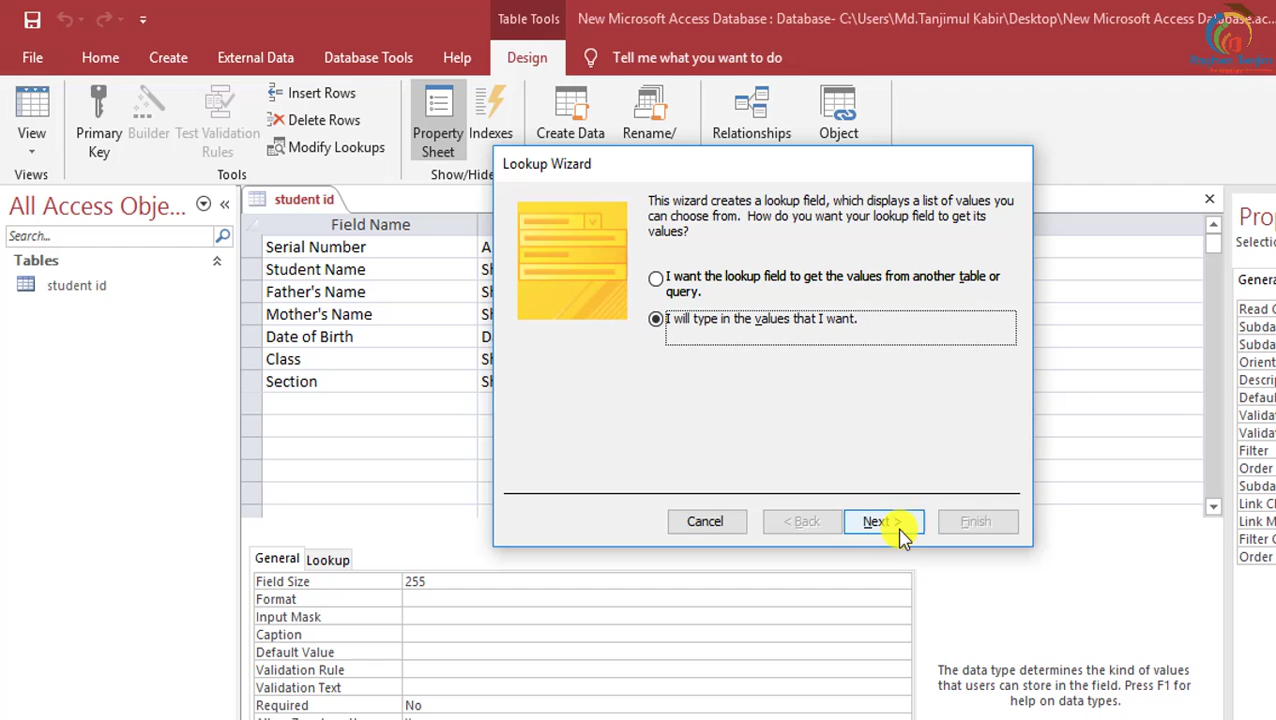 Table Tools
New Microsoft Access Database : Database- C:\Users\Md.Tanjimul Kabir\Desktop\New Microsoft Access Database.ac...
File Home Create External Data Database Tools Help Design Tell me what you want to do
View
Views
Primary Key
Builder
Test Validation Rules
Insert Rows
Delete Rows
Modify Lookups
Tools
Property Sheet
Indexes
Show/Hide
Create Data
Rename/
Relationships
Object
All Access Obje...
Search...
Tables
student id
student id
Field Name
Serial Number A
Student Name Sh
Father's Name Sh
Mother's Name Sh
Date of Birth D
Class Sh
Section Sh
Lookup Wizard
This wizard creates a lookup field, which displays a list of values you
can choose from. How do you want your lookup field to get its
values?
I want the lookup field to get the values from another table or
query.
I will type in the values that I want.
Cancel < Back Next > Finish
General Lookup
Field Size 255
Format
Input Mask
Caption
Default Value
Validation Rule
Validation Text
Required No
The data type determines the kind of values
that users can store in the field. Press F1 for
help on data types.
Prop
Selectio
Genera
Read O
Subda
Subda
Orient
Descri
Defau
Valida
Valida
Filter
Order
Subda
Link Cl
Link M
Filter O
Order